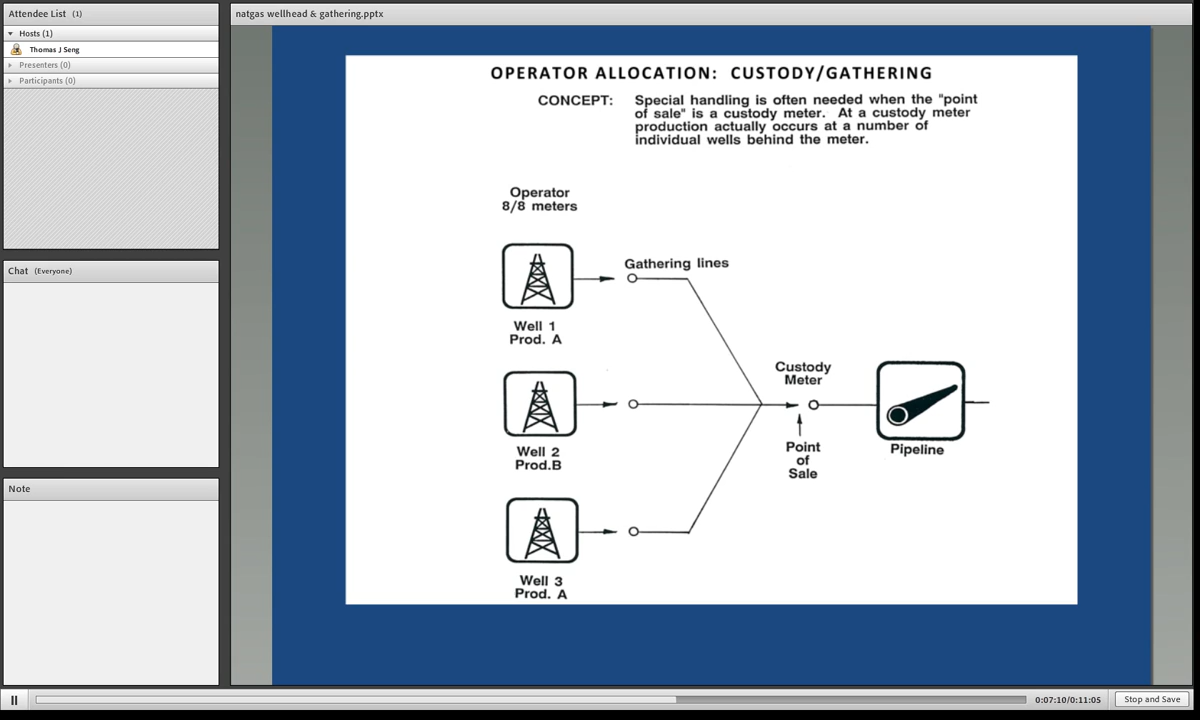 Attendee List (1)
Hosts (1)
Thomas J Seng
Presenters (0)
Participants (0)
Chat (Everyone)
Note
natgas wellhead & gathering.pptx
OPERATOR ALLOCATION: CUSTODY/GATHERING
CONCEPT: Special handling is often needed when the "point
of sale" is a custody meter. At a custody meter
production actually occurs at a number of
individual wells behind the meter.
Operator
8/8 meters
Gathering lines
Well 1
Prod. A
Custody
Meter
Well 2
Prod.B
Point
of
Sale
Pipeline
Well 3
Prod. A
0:07:10/0:11:05
Stop and Save